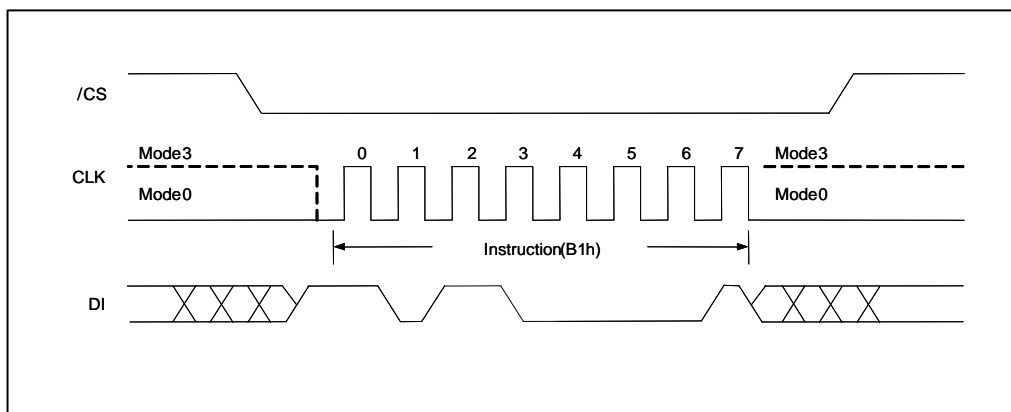 /CS
Mode3 0 1 2 3 4 5 6 7 Mode3
CLK
Mode0 Mode0
Instruction(B1h)
DI